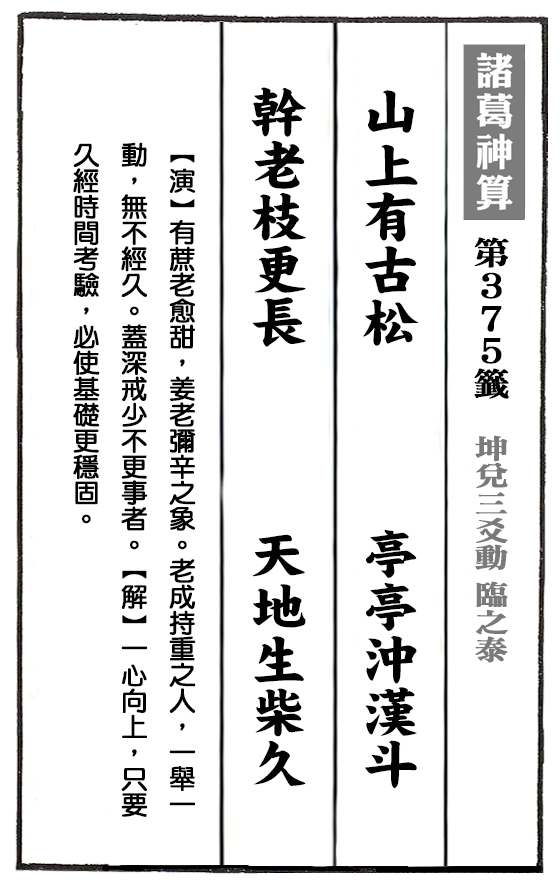 諸葛神算 第375籤 坤兌三爻動 臨之泰
山上有古松 亭亭沖漢斗
幹老枝更長 天地生柴久
【演】有蔗老愈甜，姜老彌辛之象。老成持重之人，一舉一
動，無不經久。蓋深戒少不更事者。【解】一心向上，只要
久經時間考驗，必使基礎更穩固。